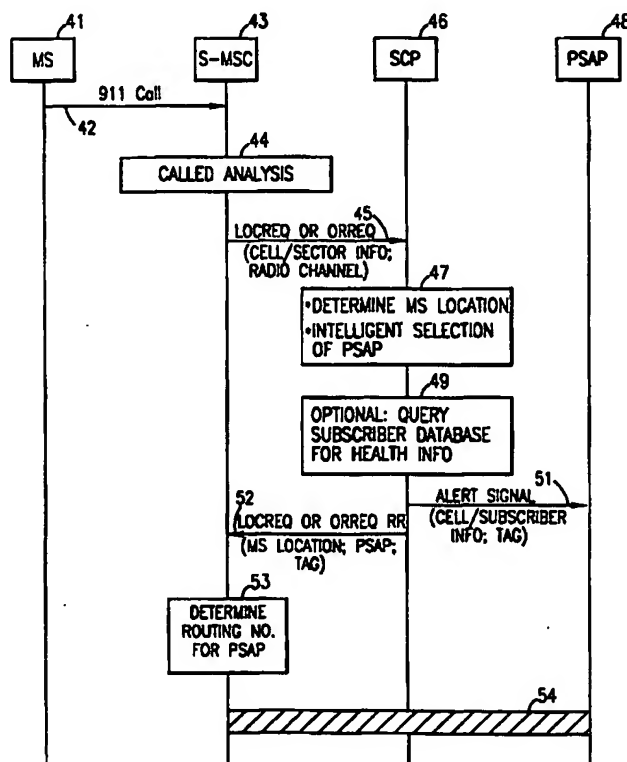 41
43
46
48
MS
S-MSC
SCP
PSAP
911 Call
42
44
CALLED ANALYSIS
45
LOCREQ OR ORREQ
(CELL/SECTOR INFO;
RADIO CHANNEL)
47
•DETERMINE MS LOCATION
•INTELLIGENT SELECTION
OF PSAP
49
OPTIONAL: QUERY
SUBSCRIBER DATABASE
FOR HEALTH INFO
51
ALERT SIGNAL
(CELL/SUBSCRIBER
INFO; TAG)
52
LOCREQ OR ORREQ RR
(MS LOCATION; PSAP;
TAG)
53
DETERMINE
ROUTING NO.
FOR PSAP
54